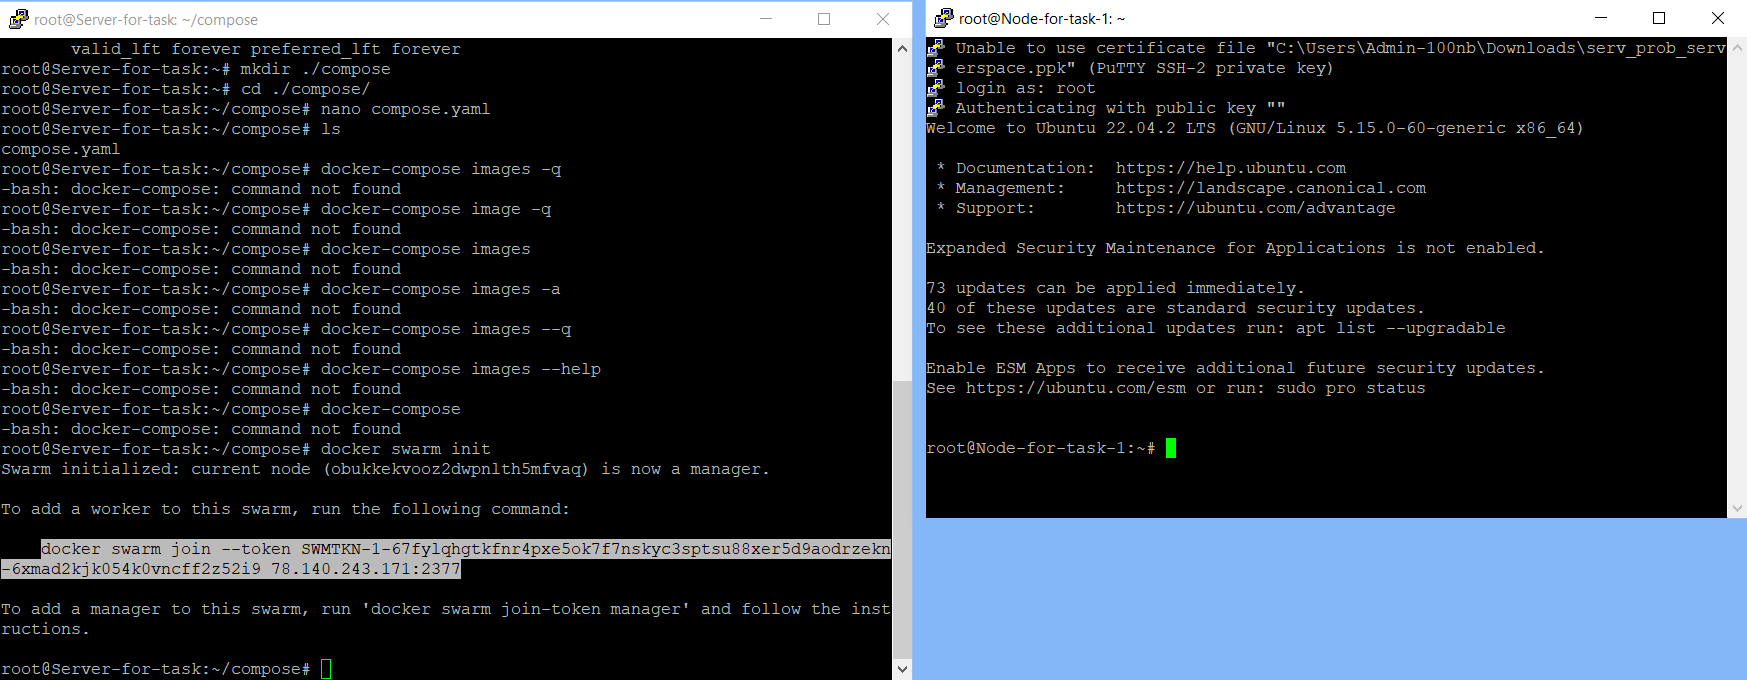 root@Server-for-task: ~/compose
valid_lft forever preferred_lft forever
root@Server-for-task:~# mkdir ./compose
root@Server-for-task:~# cd ./compose/
root@Server-for-task:~/compose# nano compose.yaml
root@Server-for-task:~/compose# ls
compose.yaml
root@Server-for-task:~/compose# docker-compose images -q
-bash: docker-compose: command not found
root@Server-for-task:~/compose# docker-compose image -q
-bash: docker-compose: command not found
root@Server-for-task:~/compose# docker-compose images
-bash: docker-compose: command not found
root@Server-for-task:~/compose# docker-compose images -a
-bash: docker-compose: command not found
root@Server-for-task:~/compose# docker-compose images --q
-bash: docker-compose: command not found
root@Server-for-task:~/compose# docker-compose images --help
-bash: docker-compose: command not found
root@Server-for-task:~/compose# docker-compose
-bash: docker-compose: command not found
root@Server-for-task:~/compose# docker swarm init
Swarm initialized: current node (obukkekvooz2dwpnlth5mfvaq) is now a manager.
To add a worker to this swarm, run the following command:
docker swarm join --token SWMTKN-1-67fylqhgtkfnr4pxe5ok7f7nskyc3sptsu88xer5d9aodrzekn
-6xmad2kjk054k0vncff2z52i9 78.140.243.171:2377
To add a manager to this swarm, run 'docker swarm join-token manager' and follow the inst
ructions.
root@Server-for-task:~/compose#
root@Node-for-task-1: ~
Unable to use certificate file "C:\Users\Admin-100nb\Downloads\serv_prob_serv
erspace.ppk" (PuTTY SSH-2 private key)
login as: root
Authenticating with public key ""
Welcome to Ubuntu 22.04.2 LTS (GNU/Linux 5.15.0-60-generic x86_64)
* Documentation:  https://help.ubuntu.com
* Management:     https://landscape.canonical.com
* Support:        https://ubuntu.com/advantage
Expanded Security Maintenance for Applications is not enabled.
73 updates can be applied immediately.
40 of these updates are standard security updates.
To see these additional updates run: apt list --upgradable
Enable ESM Apps to receive additional future security updates.
See https://ubuntu.com/esm or run: sudo pro status
root@Node-for-task-1:~#